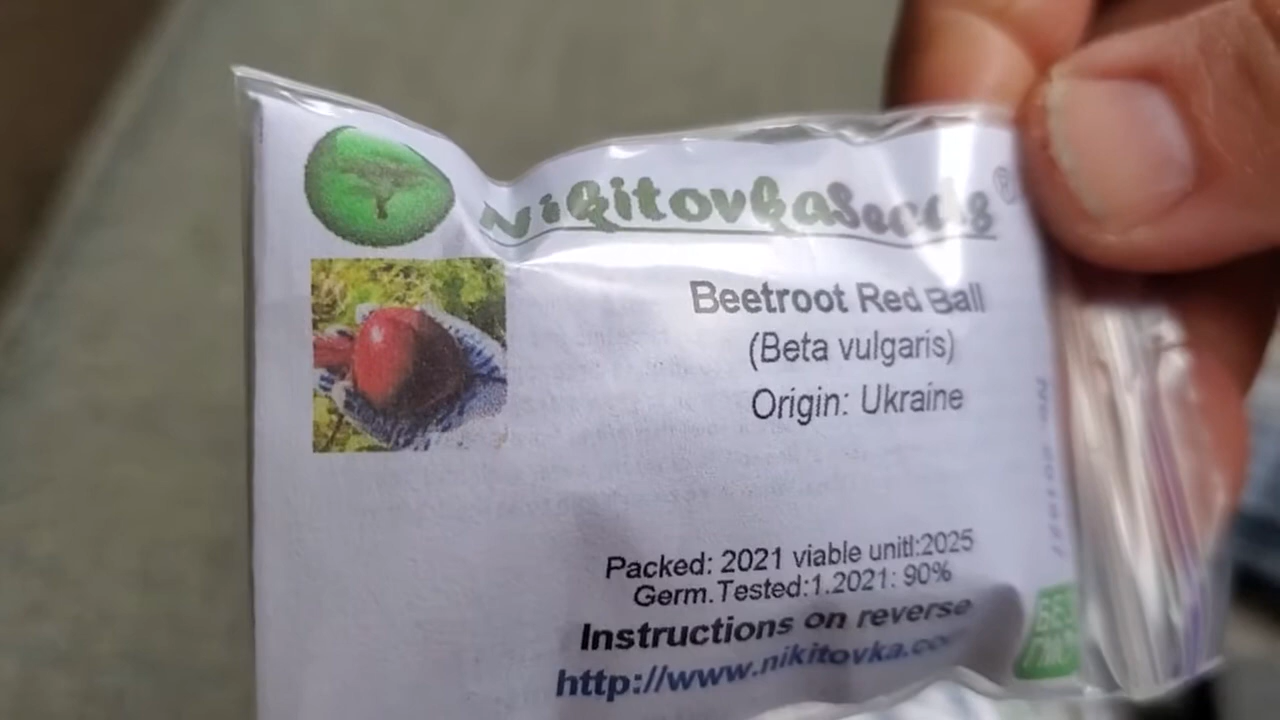 NikitovkaSeeds®
Beetroot Red Ball
(Beta vulgaris)
Origin: Ukraine
Packed: 2021 viable unitl:2025
Germ.Tested:1.2021: 90%
Instructions on reverse
http://www.nikitovka.co